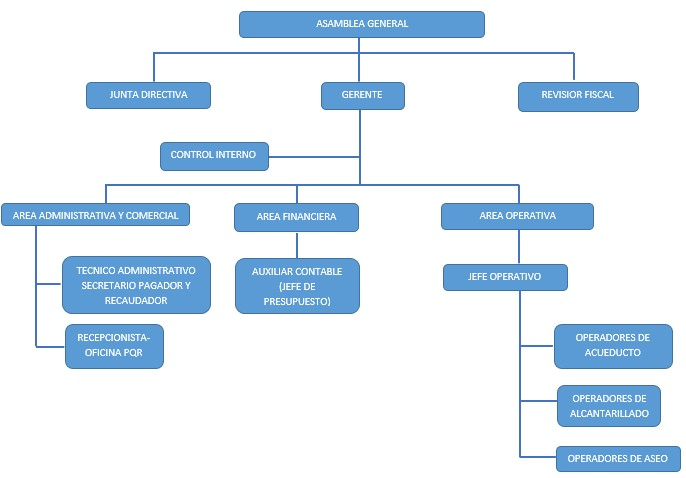 ASAMBLEA GENERAL
JUNTA DIRECTIVA
GERENTE
REVISIOR FISCAL
CONTROL INTERNO
AREA ADMINISTRATIVA Y COMERCIAL
AREA FINANCIERA
AREA OPERATIVA
TECNICO ADMINISTRATIVO
SECRETARIO PAGADOR Y
RECAUDADOR
AUXILIAR CONTABLE
(JEFE DE
PRESUPUESTO)
JEFE OPERATIVO
RECEPCIONISTA-
OFICINA PQR
OPERADORES DE
ACUEDUCTO
OPERADORES DE
ALCANTARILLADO
OPERADORES DE ASEO